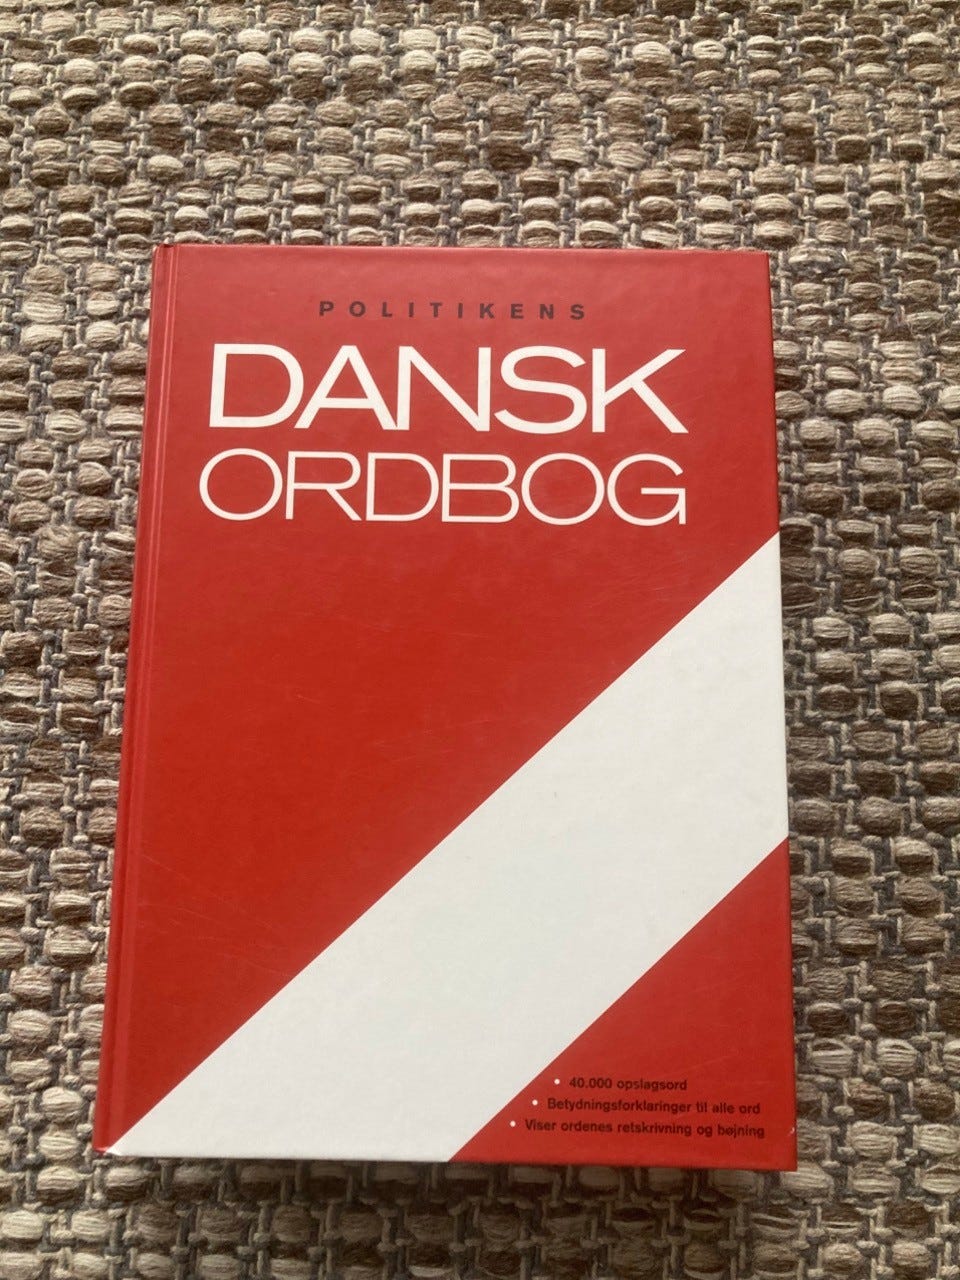 POLITIKENS
DANSK
ORDBOG
• 40.000 opslagsord
• Betydningsforklaringer til alle ord
• Viser ordenes retskrivning og bøjning